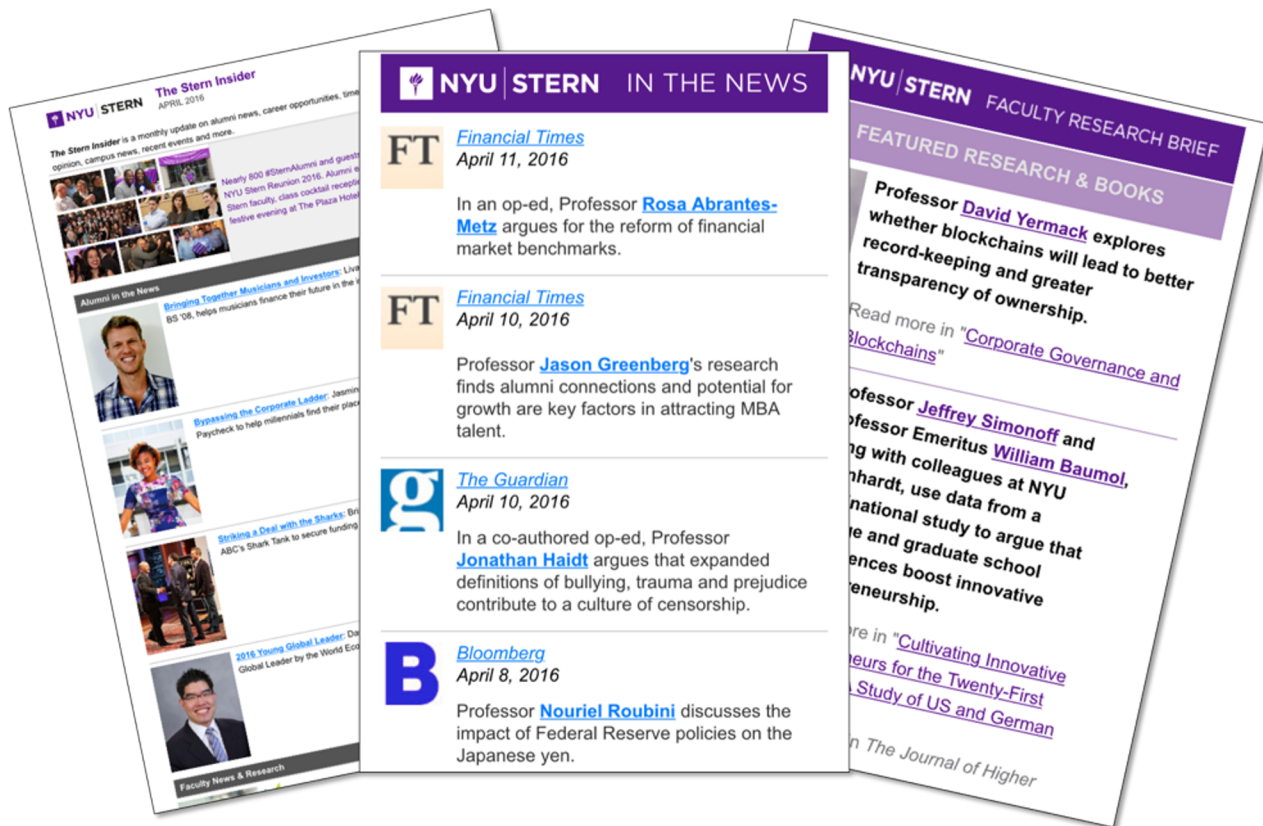 NYU STERN
The Stern Insider
APRIL 2016
The Stern Insider is a monthly update on alumni news, career opportunities,
opinion, campus news, recent events and more.
Nearly 800 #SternAlumni and
NYU Stern Reunion 2016. Alumni
Stern faculty, class cocktail
festive evening at The Plaza
Alumni in the News
Bringing Together Musicians and Investors:
BS '08, helps musicians finance their future in the
Bypassing the Corporate Ladder:
Paycheck to help millennials find their
Striking a Deal with the Sharks:
ABC's Shark Tank to secure funding
2016 Young Global Leader:
Global Leader by the World
Faculty News & Research
NYU STERN IN THE NEWS
FT
Financial Times
April 11, 2016
In an op-ed, Professor Rosa Abrantes-
Metz argues for the reform of financial
market benchmarks.
FT
Financial Times
April 10, 2016
Professor Jason Greenberg's research
finds alumni connections and potential for
growth are key factors in attracting MBA
talent.
g
The Guardian
April 10, 2016
In a co-authored op-ed, Professor
Jonathan Haidt argues that expanded
definitions of bullying, trauma and prejudice
contribute to a culture of censorship.
B
Bloomberg
April 8, 2016
Professor Nouriel Roubini discusses the
impact of Federal Reserve policies on the
Japanese yen.
NYU STERN FACULTY RESEARCH BRIEF
FEATURED RESEARCH & BOOKS
Professor David Yermack explores
whether blockchains will lead to better
record-keeping and greater
transparency of ownership.
Read more in "Corporate Governance and
Blockchains"
Jeffrey Simonoff and
Emeritus William Baumol,
with colleagues at NYU
use data from a
study to argue that
and graduate school
boost innovative
in "Cultivating Innovative
for the Twenty-First
A Study of US and German
The Journal of Higher